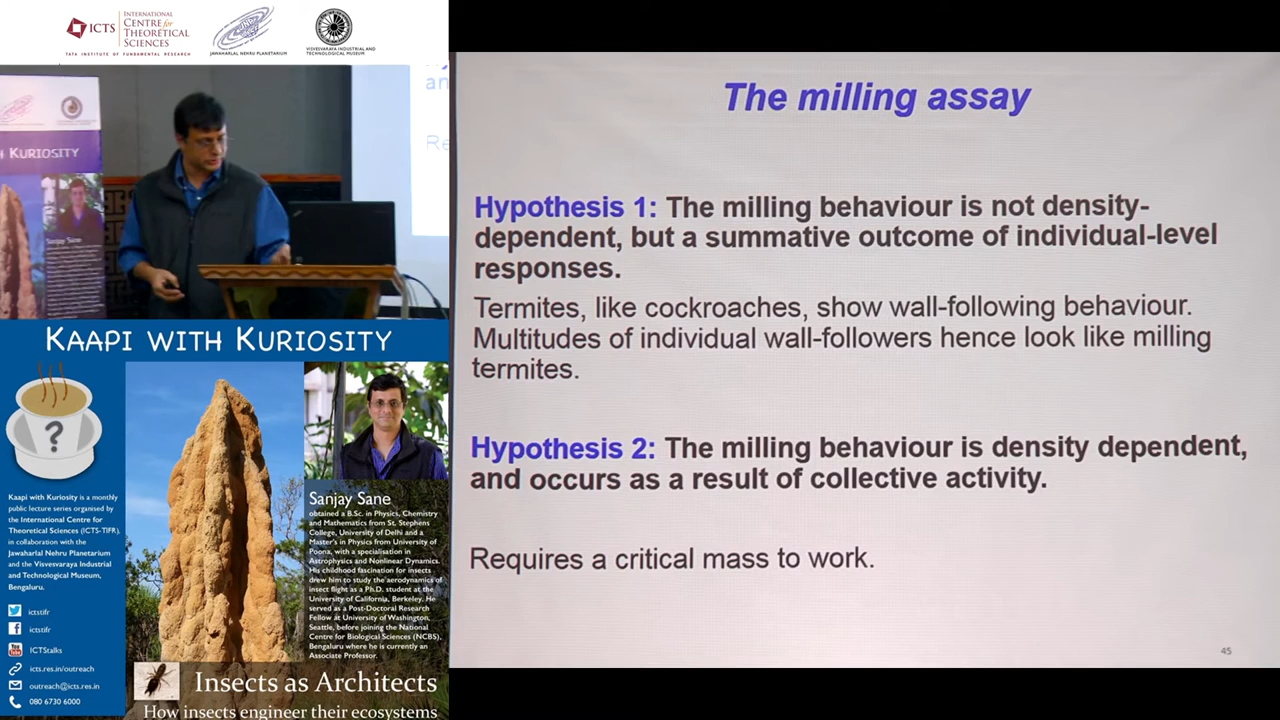 ICTS
INTERNATIONAL
CENTRE for
THEORETICAL
SCIENCES
TATA INSTITUTE OF FUNDAMENTAL RESEARCH
JAWAHARLAL NEHRU PLANETARIUM
VISVESVARAYA INDUSTRIAL AND
TECHNOLOGICAL MUSEUM
H KURIOSITY
Sanjay Sane
an
Re
KAAPI WITH KURIOSITY
?
Kaapi with Kuriosity is a monthly
public lecture series organised by
the International Centre for
Theoretical Sciences (ICTS-TIFR),
in collaboration with the
Jawaharlal Nehru Planetarium
and the Visvesvaraya Industrial
and Technological Museum,
Bengaluru.
ictstifr
ictstifr
ICTStalks
icts.res.in/outreach
outreach@icts.res.in
080 6730 6000
Sanjay Sane
obtained a B.Sc. in Physics, Chemistry
and Mathematics from St. Stephens
College, University of Delhi and a
Master's in Physics from University of
Poona, with a specialisation in
Astrophysics and Nonlinear Dynamics.
His childhood fascination for insects
drew him to study the aerodynamics of
insect flight as a Ph.D. student at the
University of California, Berkeley. He
served as a Post-Doctoral Research
Fellow at University of Washington,
Seattle, before joining the National
Centre for Biological Sciences (NCBS),
Bengaluru where he is currently an
Associate Professor.
Insects as Architects
How insects engineer their ecosystems
The milling assay
Hypothesis 1: The milling behaviour is not density-
dependent, but a summative outcome of individual-level
responses.
Termites, like cockroaches, show wall-following behaviour.
Multitudes of individual wall-followers hence look like milling
termites.
Hypothesis 2: The milling behaviour is density dependent,
and occurs as a result of collective activity.
Requires a critical mass to work.
45